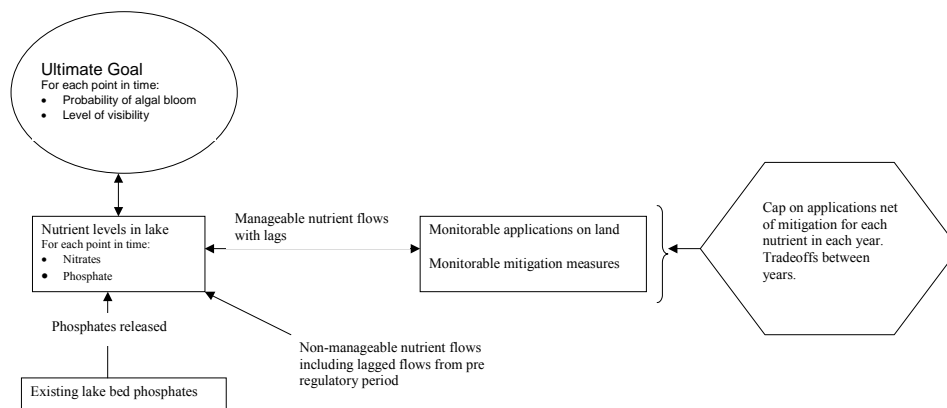 Ultimate Goal
For each point in time:
• Probability of algal bloom
• Level of visibility
Nutrient levels in lake
For each point in time:
• Nitrates
• Phosphate
Manageable nutrient flows
with lags
Monitorable applications on land
Monitorable mitigation measures
Cap on applications net
of mitigation for each
nutrient in each year.
Tradeoffs between
years.
Phosphates released
Non-manageable nutrient flows
including lagged flows from pre
regulatory period
Existing lake bed phosphates